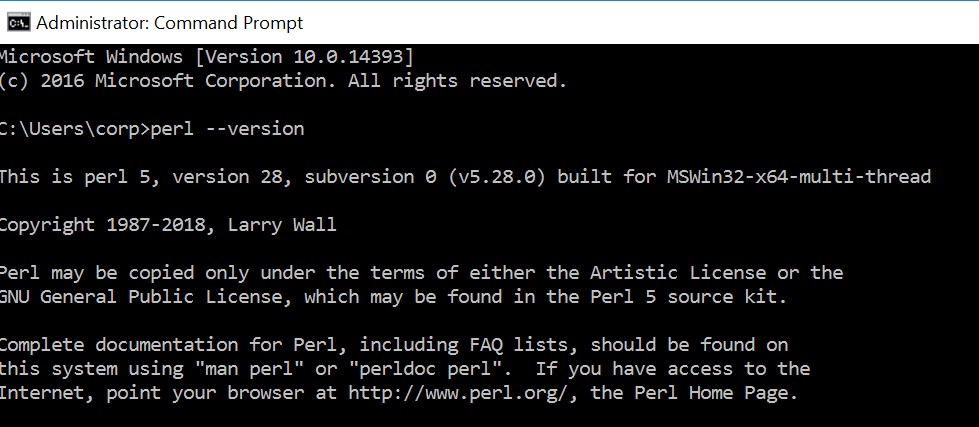 Administrator: Command Prompt
Microsoft Windows [Version 10.0.14393]
(c) 2016 Microsoft Corporation. All rights reserved.
C:\Users\corp>perl --version
This is perl 5, version 28, subversion 0 (v5.28.0) built for MSWin32-x64-multi-thread
Copyright 1987-2018, Larry Wall
Perl may be copied only under the terms of either the Artistic License or the
GNU General Public License, which may be found in the Perl 5 source kit.
Complete documentation for Perl, including FAQ lists, should be found on
this system using "man perl" or "perldoc perl".  If you have access to the
Internet, point your browser at http://www.perl.org/, the Perl Home Page.